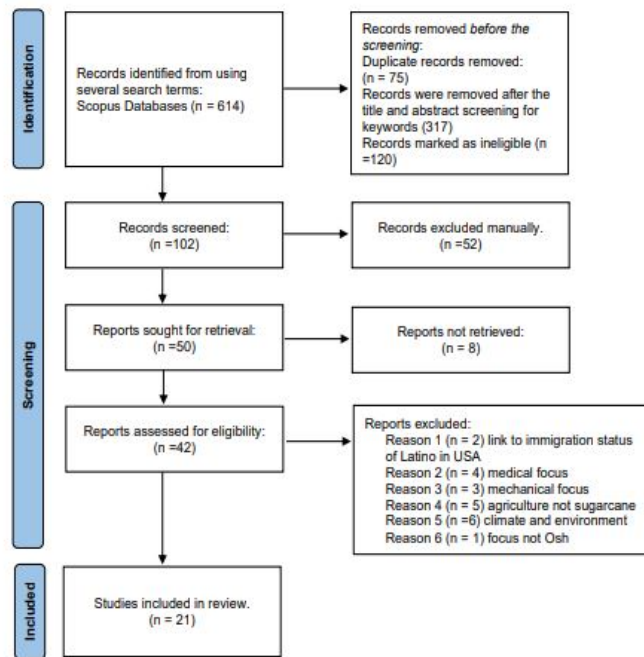 Identification
Records identified from using
several search terms:
Scopus Databases (n = 614)
Records removed before the
screening:
Duplicate records removed:
(n = 75)
Records were removed after the
title and abstract screening for
keywords (317)
Records marked as ineligible (n
=120)
Screening
Records screened:
(n =102)
Records excluded manually.
(n =52)
Reports sought for retrieval:
(n =50)
Reports not retrieved:
(n = 8)
Reports assessed for eligibility:
(n =42)
Reports excluded:
Reason 1 (n = 2) link to immigration status
of Latino in USA
Reason 2 (n = 4) medical focus
Reason 3 (n = 3) mechanical focus
Reason 4 (n = 5) agriculture not sugarcane
Reason 5 (n =6) climate and environment
Reason 6 (n = 1) focus not Osh
Included
Studies included in review.
(n = 21)